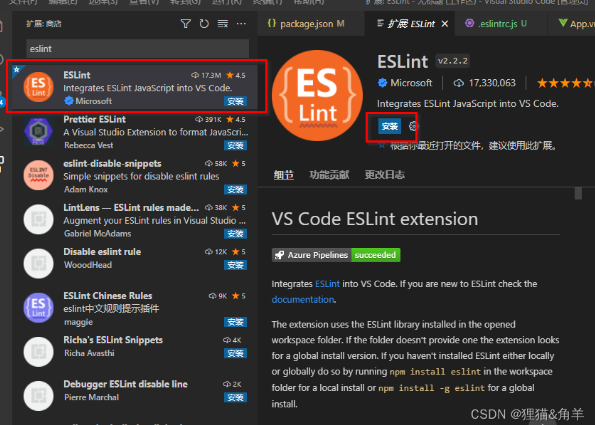 扩展: 商店
eslint
ESLint
17.3M 4.5
Integrates ESLint JavaScript into VS Code.
Microsoft
安装
Prettier ESLint
391K 4.5
A Visual Studio Extension to format JavaScri...
Rebecca Vest
安装
eslint-disable-snippets
58K 5
Simple snippets for disable eslint rules
Adam Knox
安装
LintLens — ESLint rules made...
38K 5
Augment your ESLint rules in Visual Studio ...
Gabriel McAdams
安装
Disable eslint rule
12K 5
WooodHead
安装
ESLint Chinese Rules
9K 5
eslint中文规则提示插件
maggie
安装
Richa's ESLint Snippets
4K
Richa Avasthi
安装
Debugger ESLint disable line
2K
Pierre Marchal
安装
package.json M
扩展 ESLint
.eslintrc.js U
App.vu
ES
Lint
ESLint v2.2.2
Microsoft 17,330,063
Integrates ESLint JavaScript into VS Code.
安装
根据你最近打开的文件，建议使用此扩展。
细节 功能贡献 更改日志
VS Code ESLint extension
Azure Pipelines succeeded
Integrates ESLint into VS Code. If you are new to ESLint check the
documentation.
The extension uses the ESLint library installed in the opened
workspace folder. If the folder doesn't provide one the extension looks
for a global install version. If you haven't installed ESLint either locally
or globally do so by running npm install eslint in the workspace
folder for a local install or npm install -g eslint for a global
install.
CSDN @狸猫&角羊